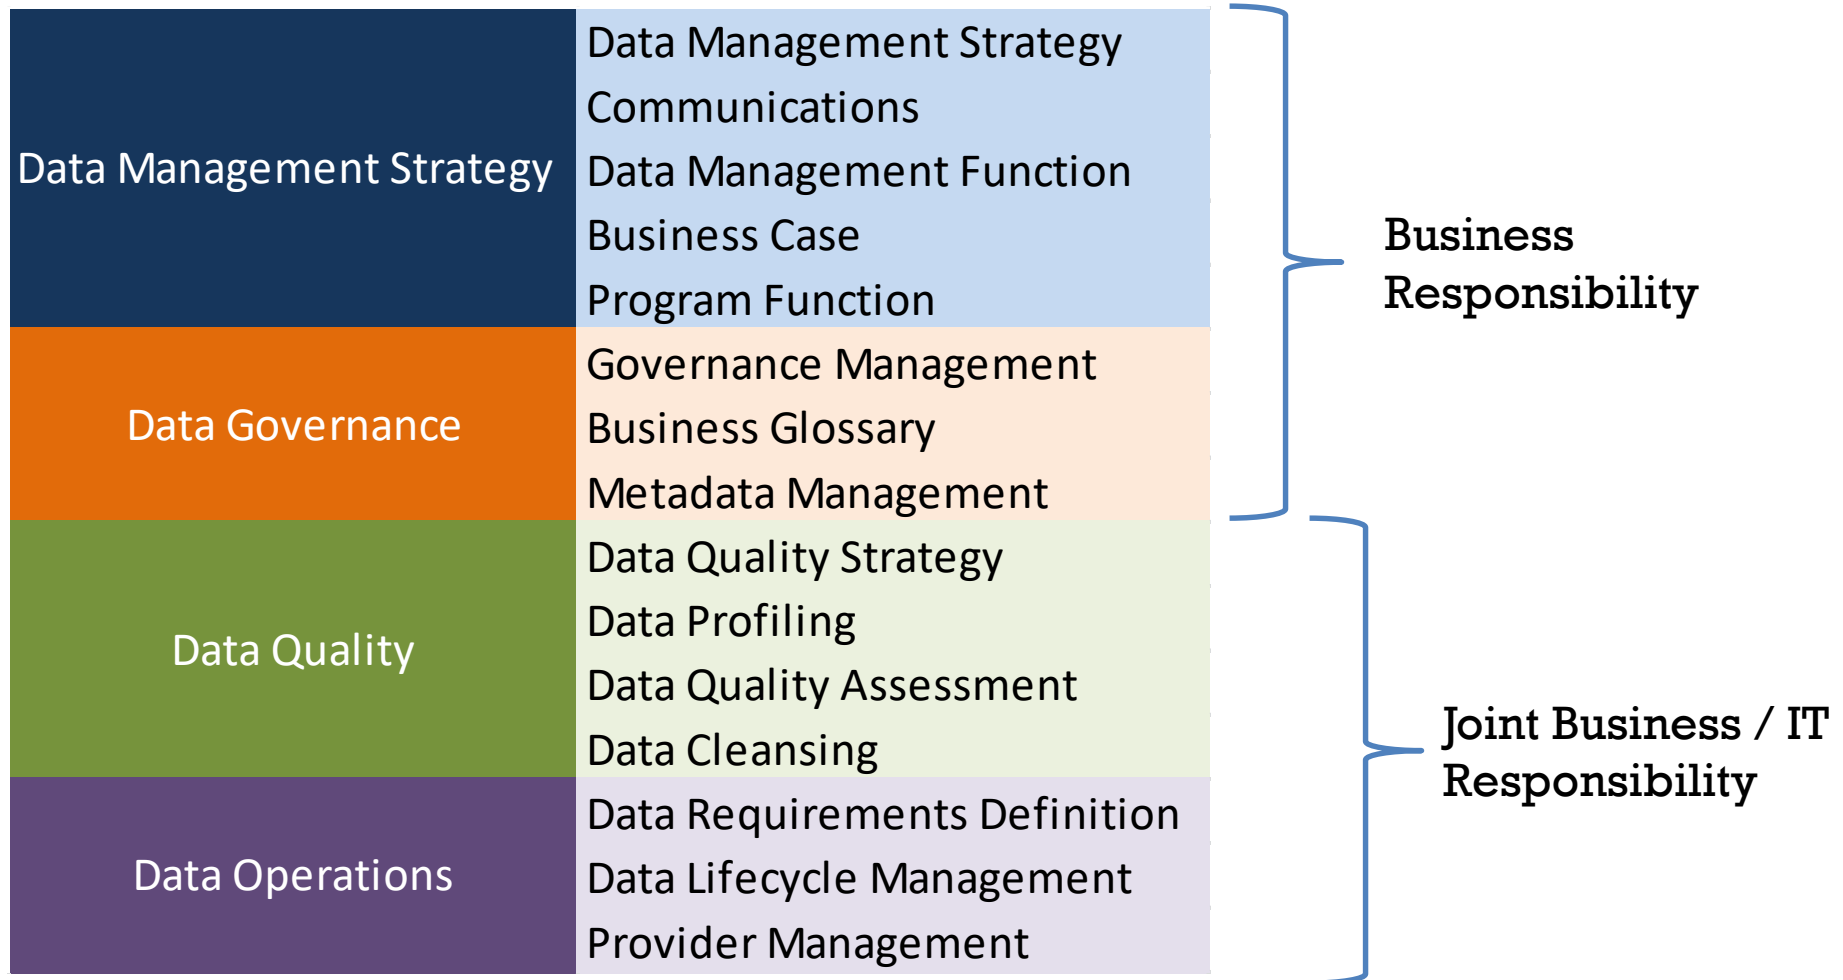 Data Management Strategy
Data Management Strategy
Communications
Data Management Function
Business Case
Program Function
Data Governance
Governance Management
Business Glossary
Metadata Management
Business
Responsibility
Data Quality
Data Quality Strategy
Data Profiling
Data Quality Assessment
Data Cleansing
Data Operations
Data Requirements Definition
Data Lifecycle Management
Provider Management
Joint Business / IT
Responsibility